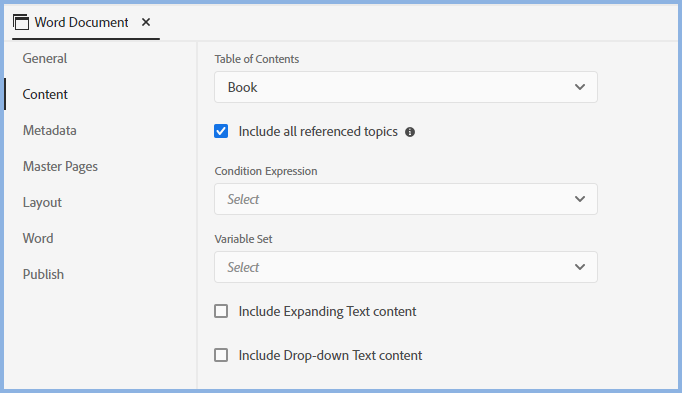 Word Document
General
Content
Metadata
Master Pages
Layout
Word
Publish
Table of Contents
Book
Include all referenced topics
Condition Expression
Select
Variable Set
Select
Include Expanding Text content
Include Drop-down Text content